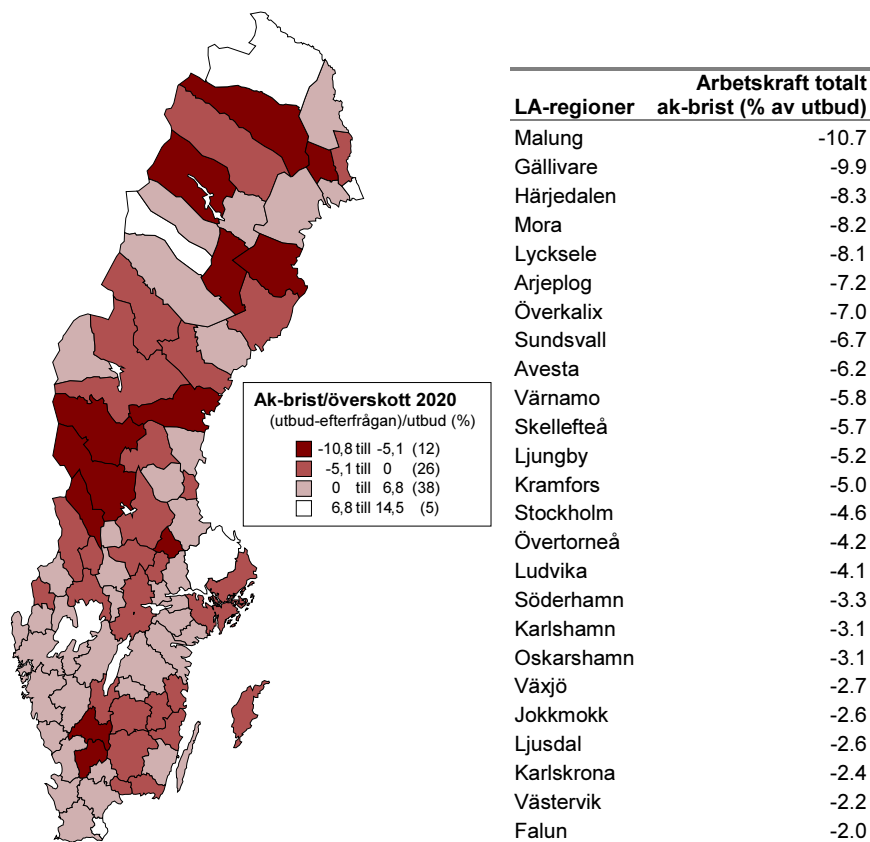 Ak-brist/överskott 2020
(utbud-efterfrågan)/utbud (%)
-10,8 till -5,1 (12)
-5,1 till 0 (26)
0 till 6,8 (38)
6,8 till 14,5 (5)
Arbetskraft totalt
LA-regioner ak-brist (% av utbud)
Malung -10.7
Gällivare -9.9
Härjedalen -8.3
Mora -8.2
Lycksele -8.1
Arjeplog -7.2
Överkalix -7.0
Sundsvall -6.7
Avesta -6.2
Värnamo -5.8
Skellefteå -5.7
Ljungby -5.2
Kramfors -5.0
Stockholm -4.6
Övertorneå -4.2
Ludvika -4.1
Söderhamn -3.3
Karlshamn -3.1
Oskarshamn -3.1
Växjö -2.7
Jokkmokk -2.6
Ljusdal -2.6
Karlskrona -2.4
Västervik -2.2
Falun -2.0